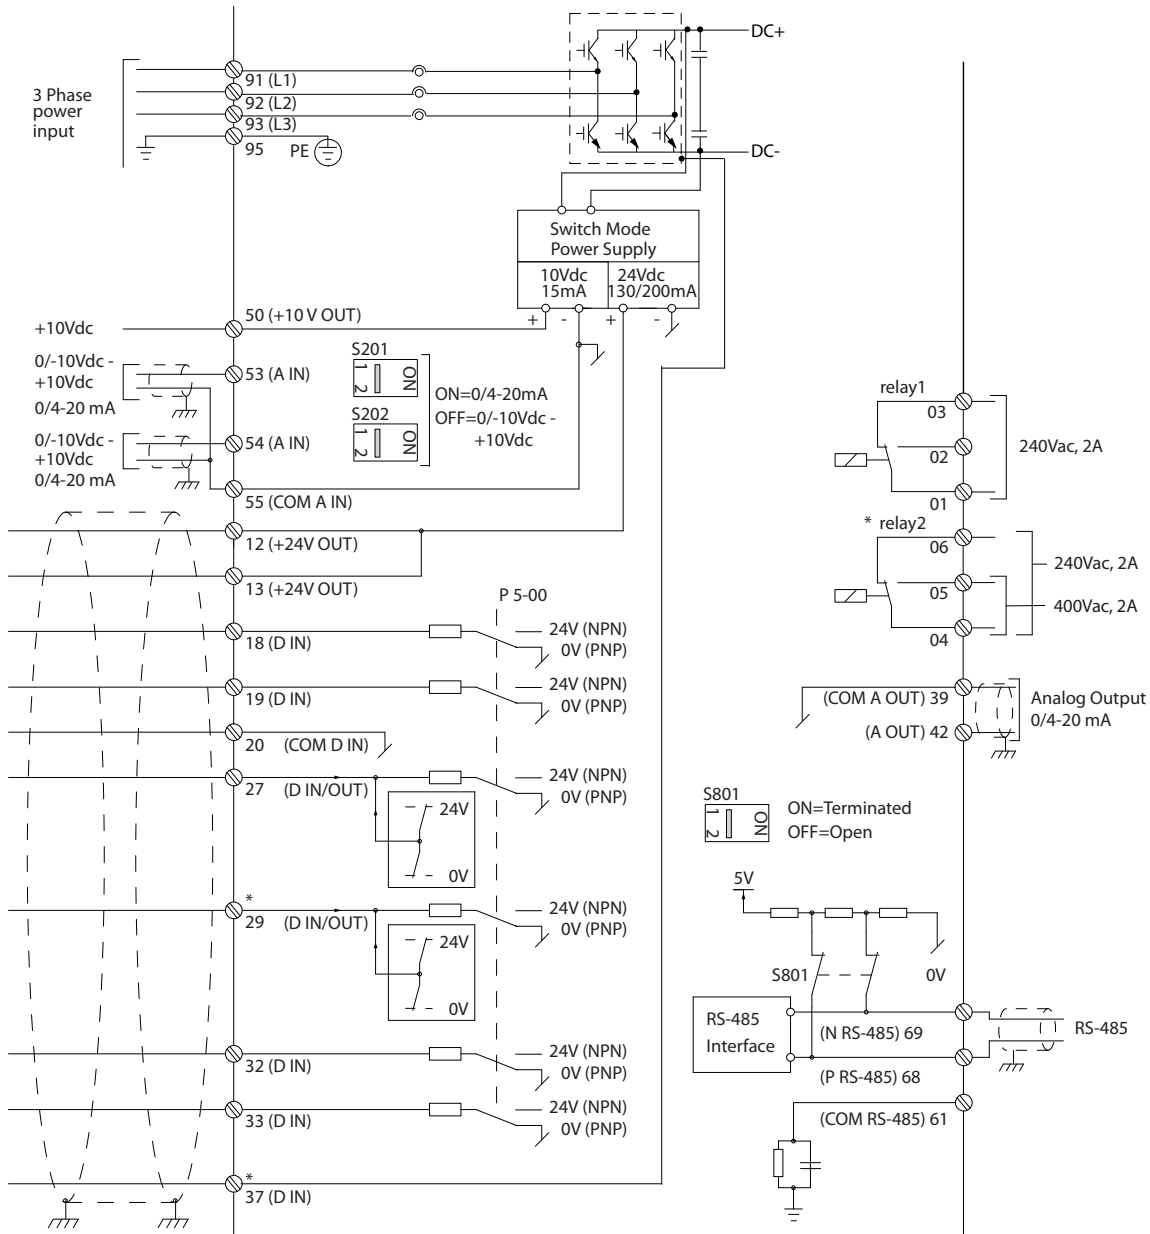 DC+
91 (L1)
3 Phase
power
input
92 (L2)
93 (L3)
95
PE
DC-
Switch Mode
Power Supply
10Vdc
15mA
24Vdc
130/200mA
+ - + -
50 (+10 V OUT)
+10Vdc
0/-10Vdc -
+10Vdc
0/4-20 mA
53 (A IN)
S201
1 2 ON
ON=0/4-20mA
OFF=0/-10Vdc -
+10Vdc
S202
1 2 ON
0/-10Vdc -
+10Vdc
0/4-20 mA
54 (A IN)
55 (COM A IN)
12 (+24V OUT)
13 (+24V OUT)
P 5-00
18 (D IN)
24V (NPN)
0V (PNP)
19 (D IN)
24V (NPN)
0V (PNP)
20 (COM D IN)
27 (D IN/OUT)
24V (NPN)
0V (PNP)
24V
0V
*
29 (D IN/OUT)
24V (NPN)
0V (PNP)
24V
0V
32 (D IN)
24V (NPN)
0V (PNP)
33 (D IN)
24V (NPN)
0V (PNP)
*
37 (D IN)
relay1
03
02
01
240Vac, 2A
* relay2
06
05
04
240Vac, 2A
400Vac, 2A
(COM A OUT) 39
(A OUT) 42
Analog Output
0/4-20 mA
S801
1 2 ON
ON=Terminated
OFF=Open
5V
S801
0V
RS-485
Interface
(N RS-485) 69
RS-485
(P RS-485) 68
(COM RS-485) 61